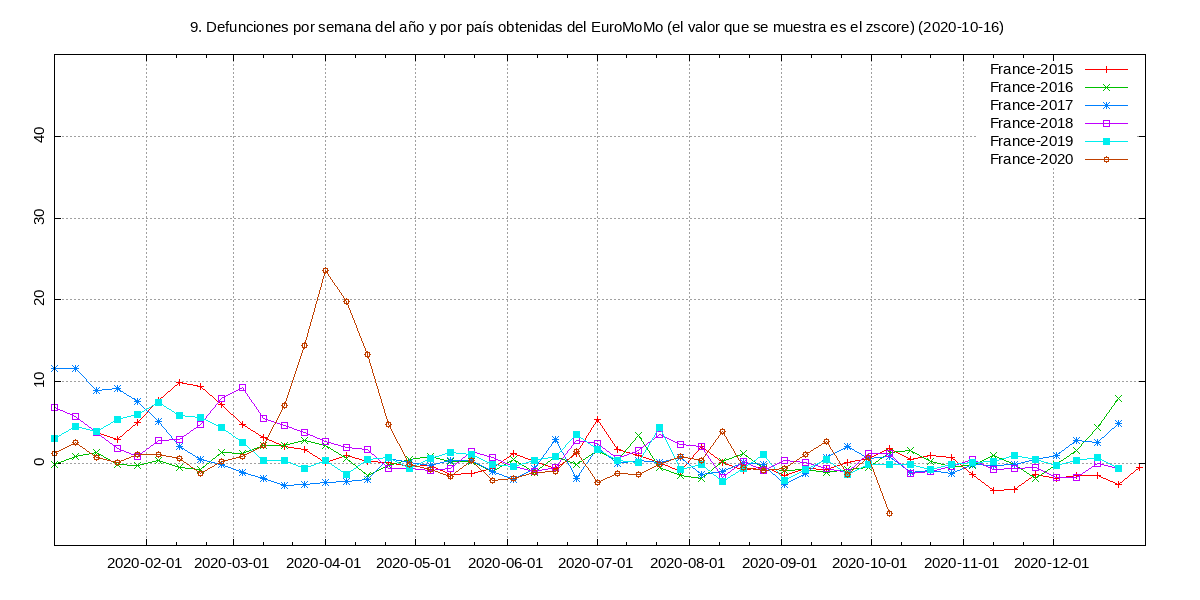 9. Defunciones por semana del año y por país obtenidas del EuroMoMo (el valor que se muestra es el zscore) (2020-10-16)
France-2015
France-2016
France-2017
France-2018
France-2019
France-2020
40
30
20
10
0
2020-02-01 2020-03-01 2020-04-01 2020-05-01 2020-06-01 2020-07-01 2020-08-01 2020-09-01 2020-10-01 2020-11-01 2020-12-01